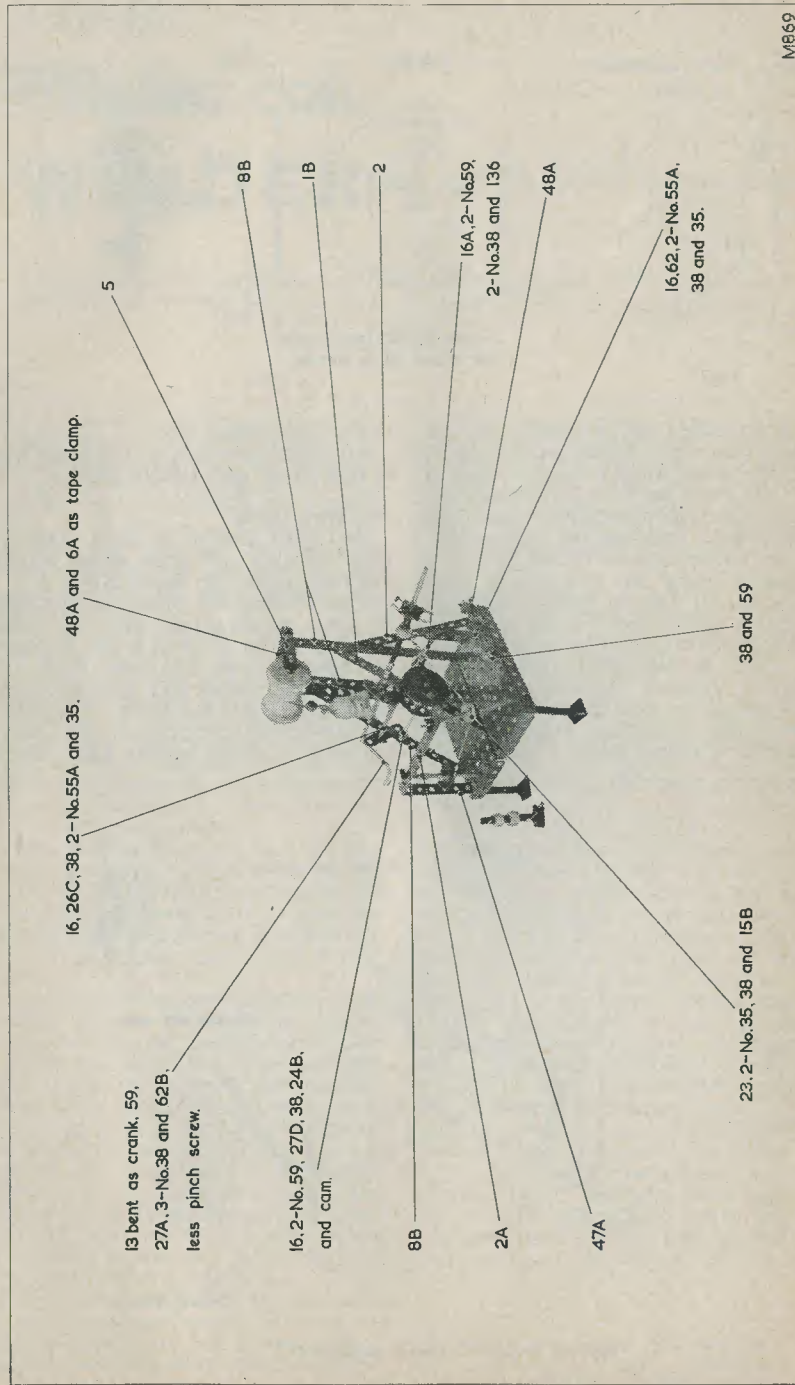 48A and 6A as tape clamp.
5
16, 26C, 38, 2-No.55A and 35.
8B
1B
2
13 bent as crank, 59,
27A, 3-No.38 and 62B,
less pinch screw.
16A, 2-No.59,
2-No.38 and 136
16, 2-No.59, 27D, 38, 24B,
and cam.
48A
8B
2A
16, 62, 2-No.55A,
38 and 35.
47A
38 and 59
23, 2-No.35, 38 and 15B
M869